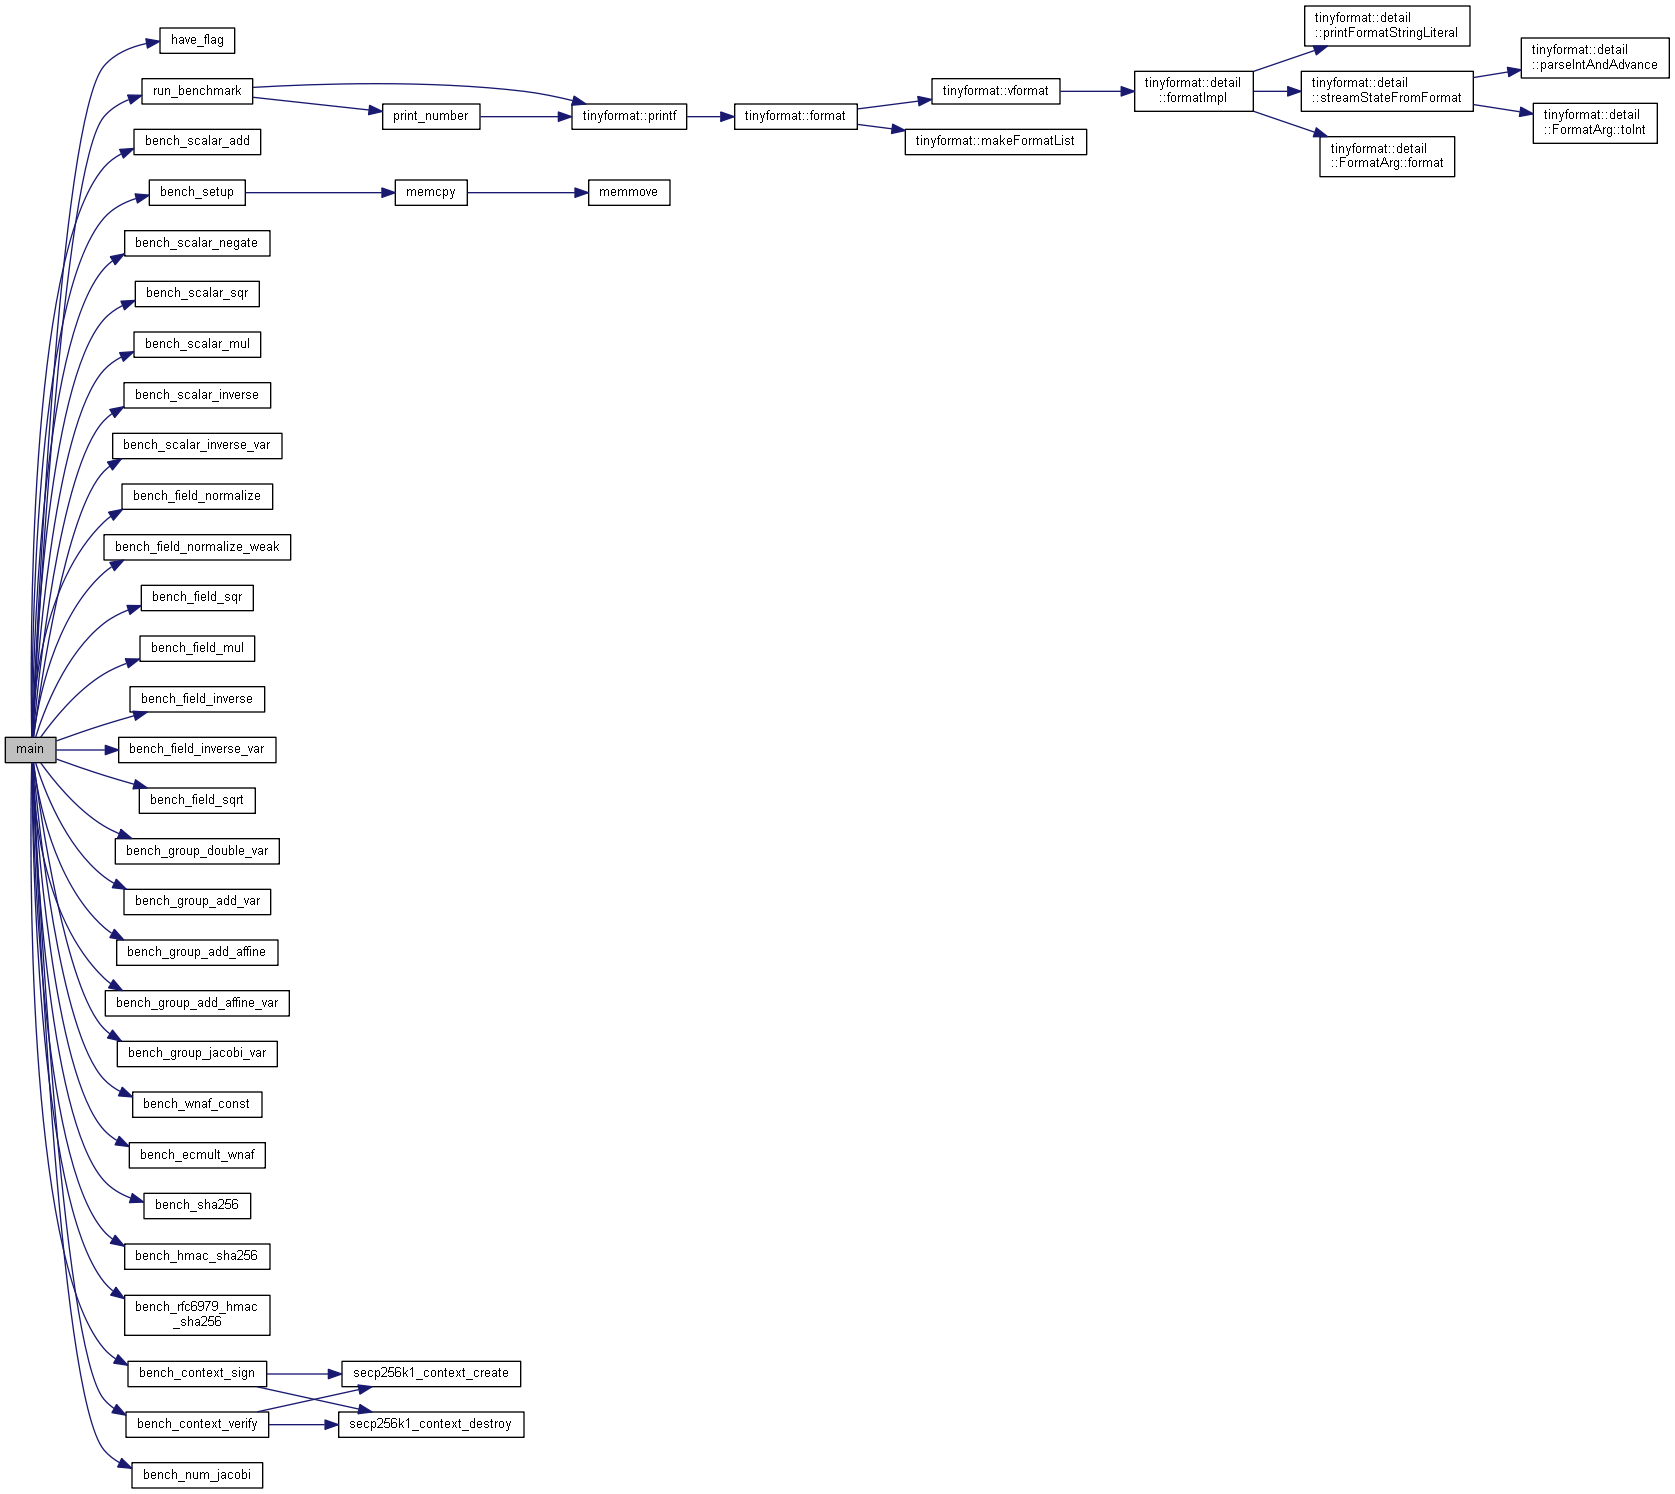 tinyformat::detail
::printFormatStringLiteral
have_flag
tinyformat::detail
::parseIntAndAdvance
run_benchmark
tinyformat::vformat
tinyformat::detail
::formatImpl
tinyformat::detail
::streamStateFromFormat
print_number
tinyformat::printf
tinyformat::format
tinyformat::detail
::FormatArg::toInt
bench_scalar_add
tinyformat::makeFormatList
tinyformat::detail
::FormatArg::format
bench_setup
memcpy
memmove
bench_scalar_negate
bench_scalar_sqr
bench_scalar_mul
bench_scalar_inverse
bench_scalar_inverse_var
bench_field_normalize
bench_field_normalize_weak
bench_field_sqr
bench_field_mul
bench_field_inverse
main
bench_field_inverse_var
bench_field_sqrt
bench_group_double_var
bench_group_add_var
bench_group_add_affine
bench_group_add_affine_var
bench_group_jacobi_var
bench_wnaf_const
bench_ecmult_wnaf
bench_sha256
bench_hmac_sha256
bench_rfc6979_hmac
_sha256
bench_context_sign
secp256k1_context_create
bench_context_verify
secp256k1_context_destroy
bench_num_jacobi